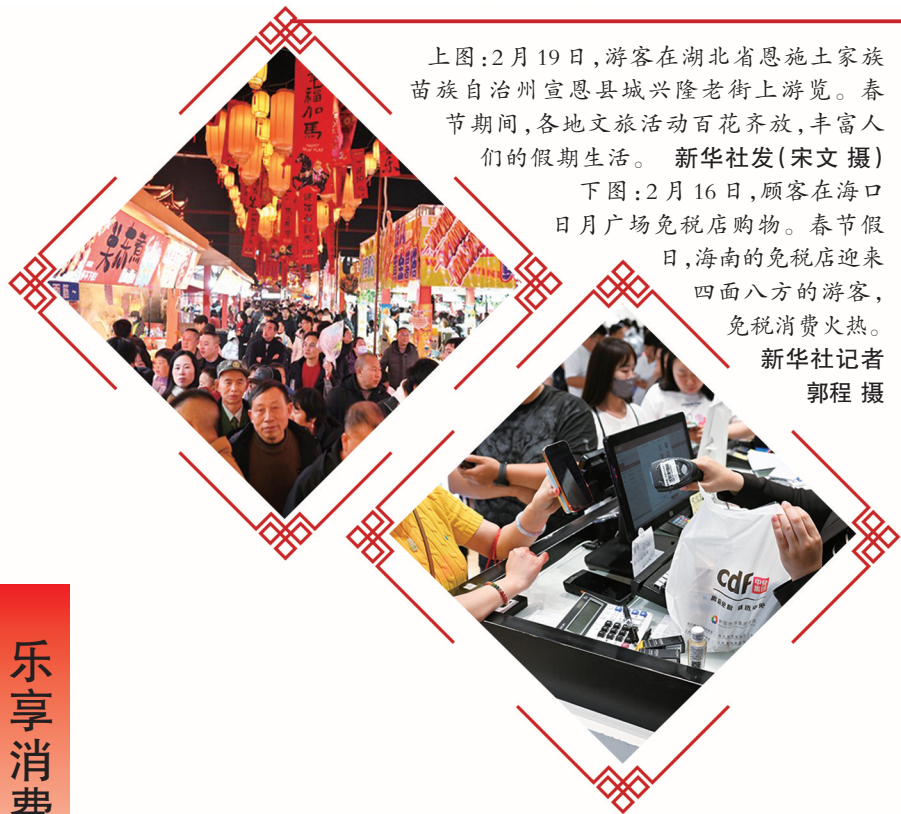 上图:2月19日,游客在湖北省恩施土家族
苗族自治州宣恩县城兴隆老街上游览。春
节期间,各地文旅活动百花齐放,丰富人
们的假期生活。 新华社发(宋文 摄)
下图:2月16日,顾客在海口
日月广场免税店购物。春节假
日,海南的免税店迎来
四面八方的游客,
免税消费火热。
新华社记者
郭程 摄
福加馬
cdf
乐享消费